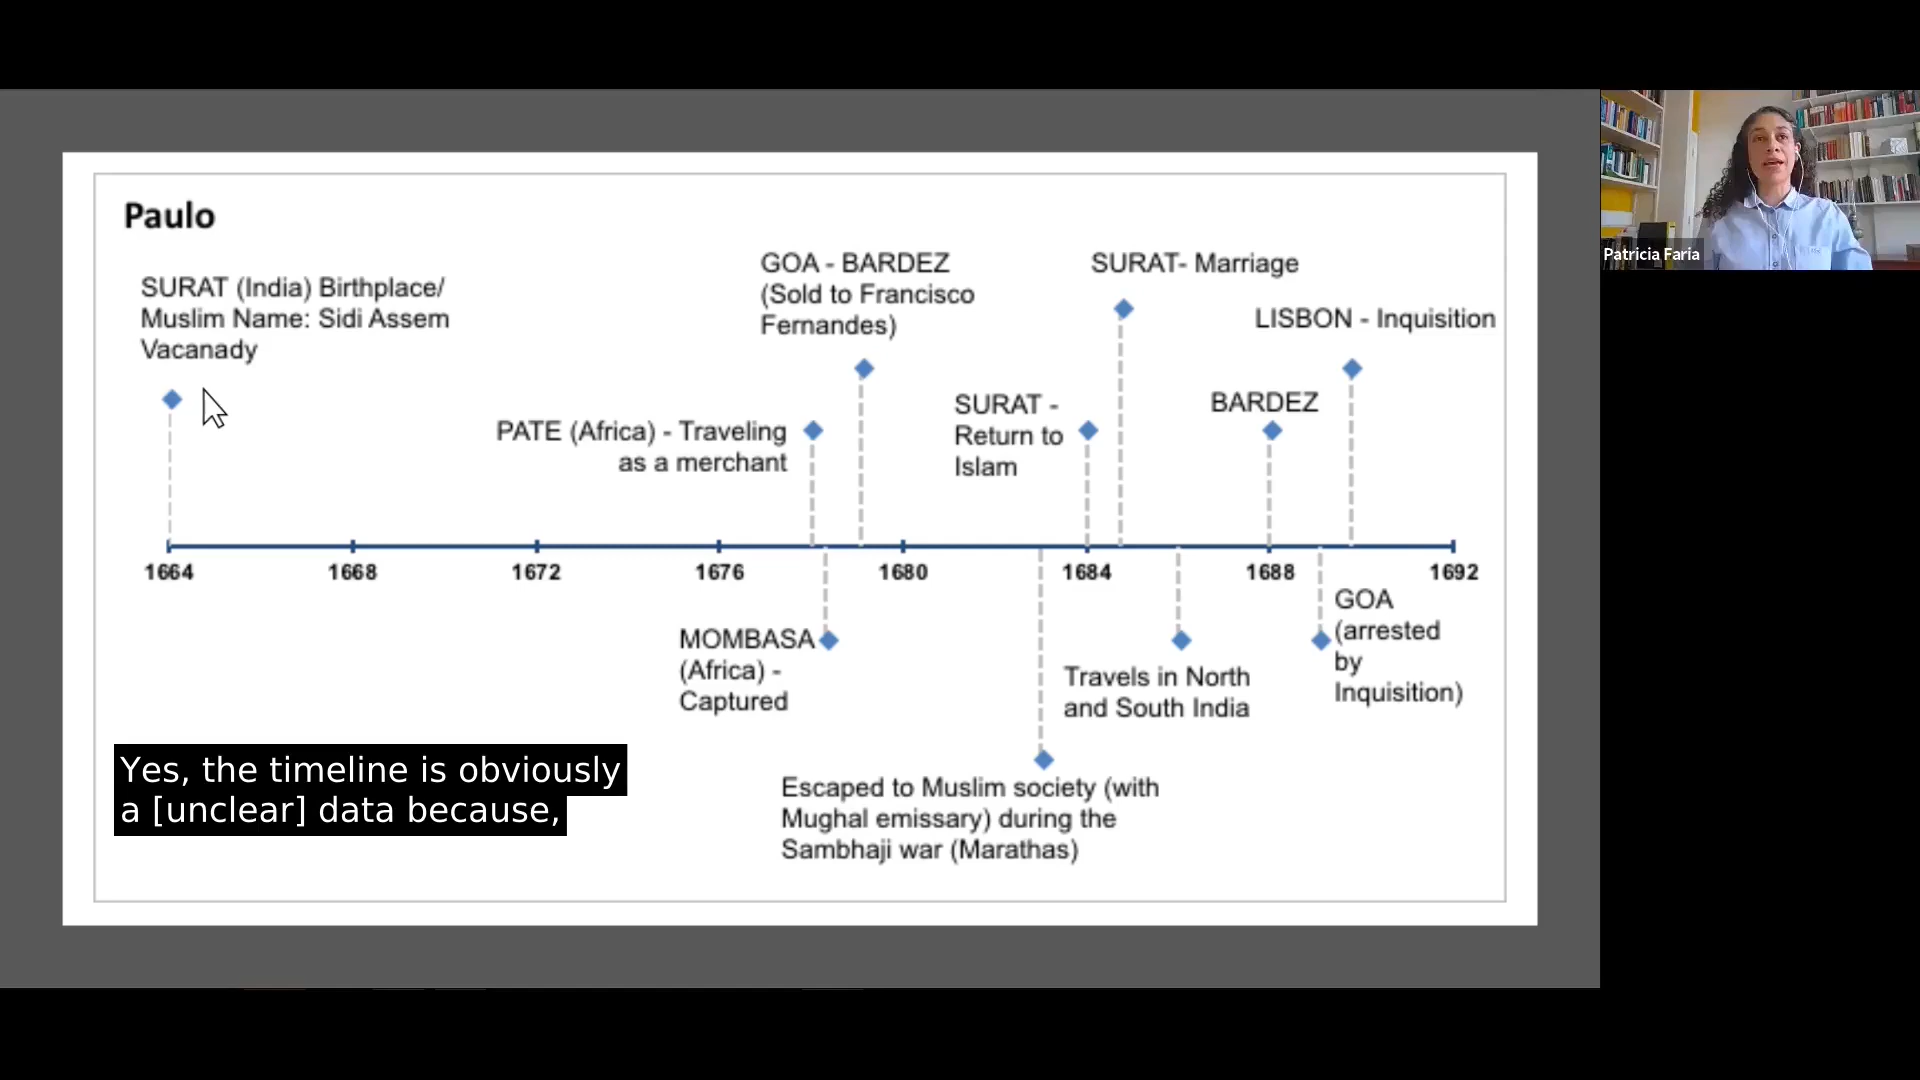 Paulo
SURAT (India) Birthplace/
Muslim Name: Sidi Assem
Vacanady
PATE (Africa) - Traveling
as a merchant
GOA - BARDEZ
(Sold to Francisco
Fernandes)
SURAT -
Return to
Islam
SURAT- Marriage
BARDEZ
LISBON - Inquisition
1664
1668
1672
1676
1680
1684
1688
1692
MOMBASA
(Africa) -
Captured
Escaped to Muslim society (with
Mughal emissary) during the
Sambhaji war (Marathas)
Travels in North
and South India
GOA
(arrested
by
Inquisition)
Yes, the timeline is obviously
a [unclear] data because,
Patricia Faria